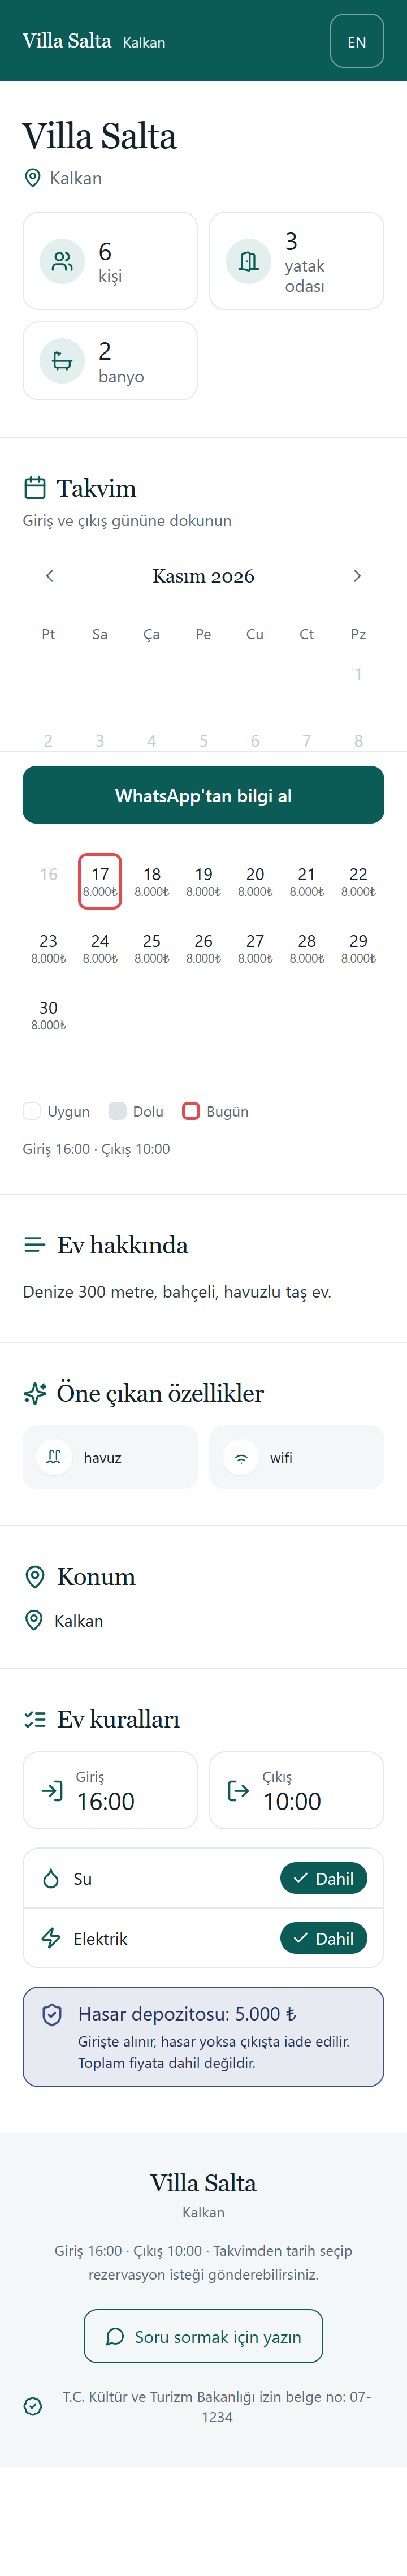 Villa Salta Kalkan
EN
Villa Salta
Kalkan
6
kişi
3
yatak
odası
2
banyo
Takvim
Giriş ve çıkış gününe dokunun
Kasım 2026
Pt Sa Ça Pe Cu Ct Pz
1
2 3 4 5 6 7 8
WhatsApp'tan bilgi al
16 17 18 19 20 21 22
8.000₺ 8.000₺ 8.000₺ 8.000₺ 8.000₺ 8.000₺
23 24 25 26 27 28 29
8.000₺ 8.000₺ 8.000₺ 8.000₺ 8.000₺ 8.000₺ 8.000₺
30
8.000₺
Uygun Dolu Bugün
Giriş 16:00 · Çıkış 10:00
Ev hakkında
Denize 300 metre, bahçeli, havuzlu taş ev.
Öne çıkan özellikler
havuz wifi
Konum
Kalkan
Ev kuralları
Giriş
16:00
Çıkış
10:00
Su Dahil
Elektrik Dahil
Hasar depozitosu: 5.000 ₺
Girişte alınır, hasar yoksa çıkışta iade edilir.
Toplam fiyata dahil değildir.
Villa Salta
Kalkan
Giriş 16:00 · Çıkış 10:00 · Takvimden tarih seçip
rezervasyon isteği gönderebilirsiniz.
Soru sormak için yazın
T.C. Kültür ve Turizm Bakanlığı izin belge no: 07-
1234